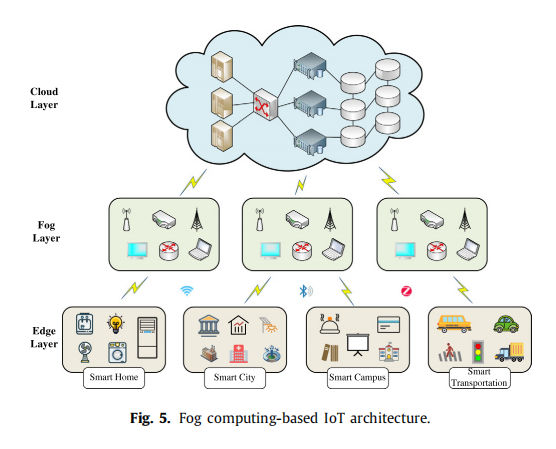 Cloud
Layer
Fog
Layer
Edge
Layer
Smart Home
Smart City
Smart Campus
Smart
Transportation
Fig. 5. Fog computing-based IoT architecture.